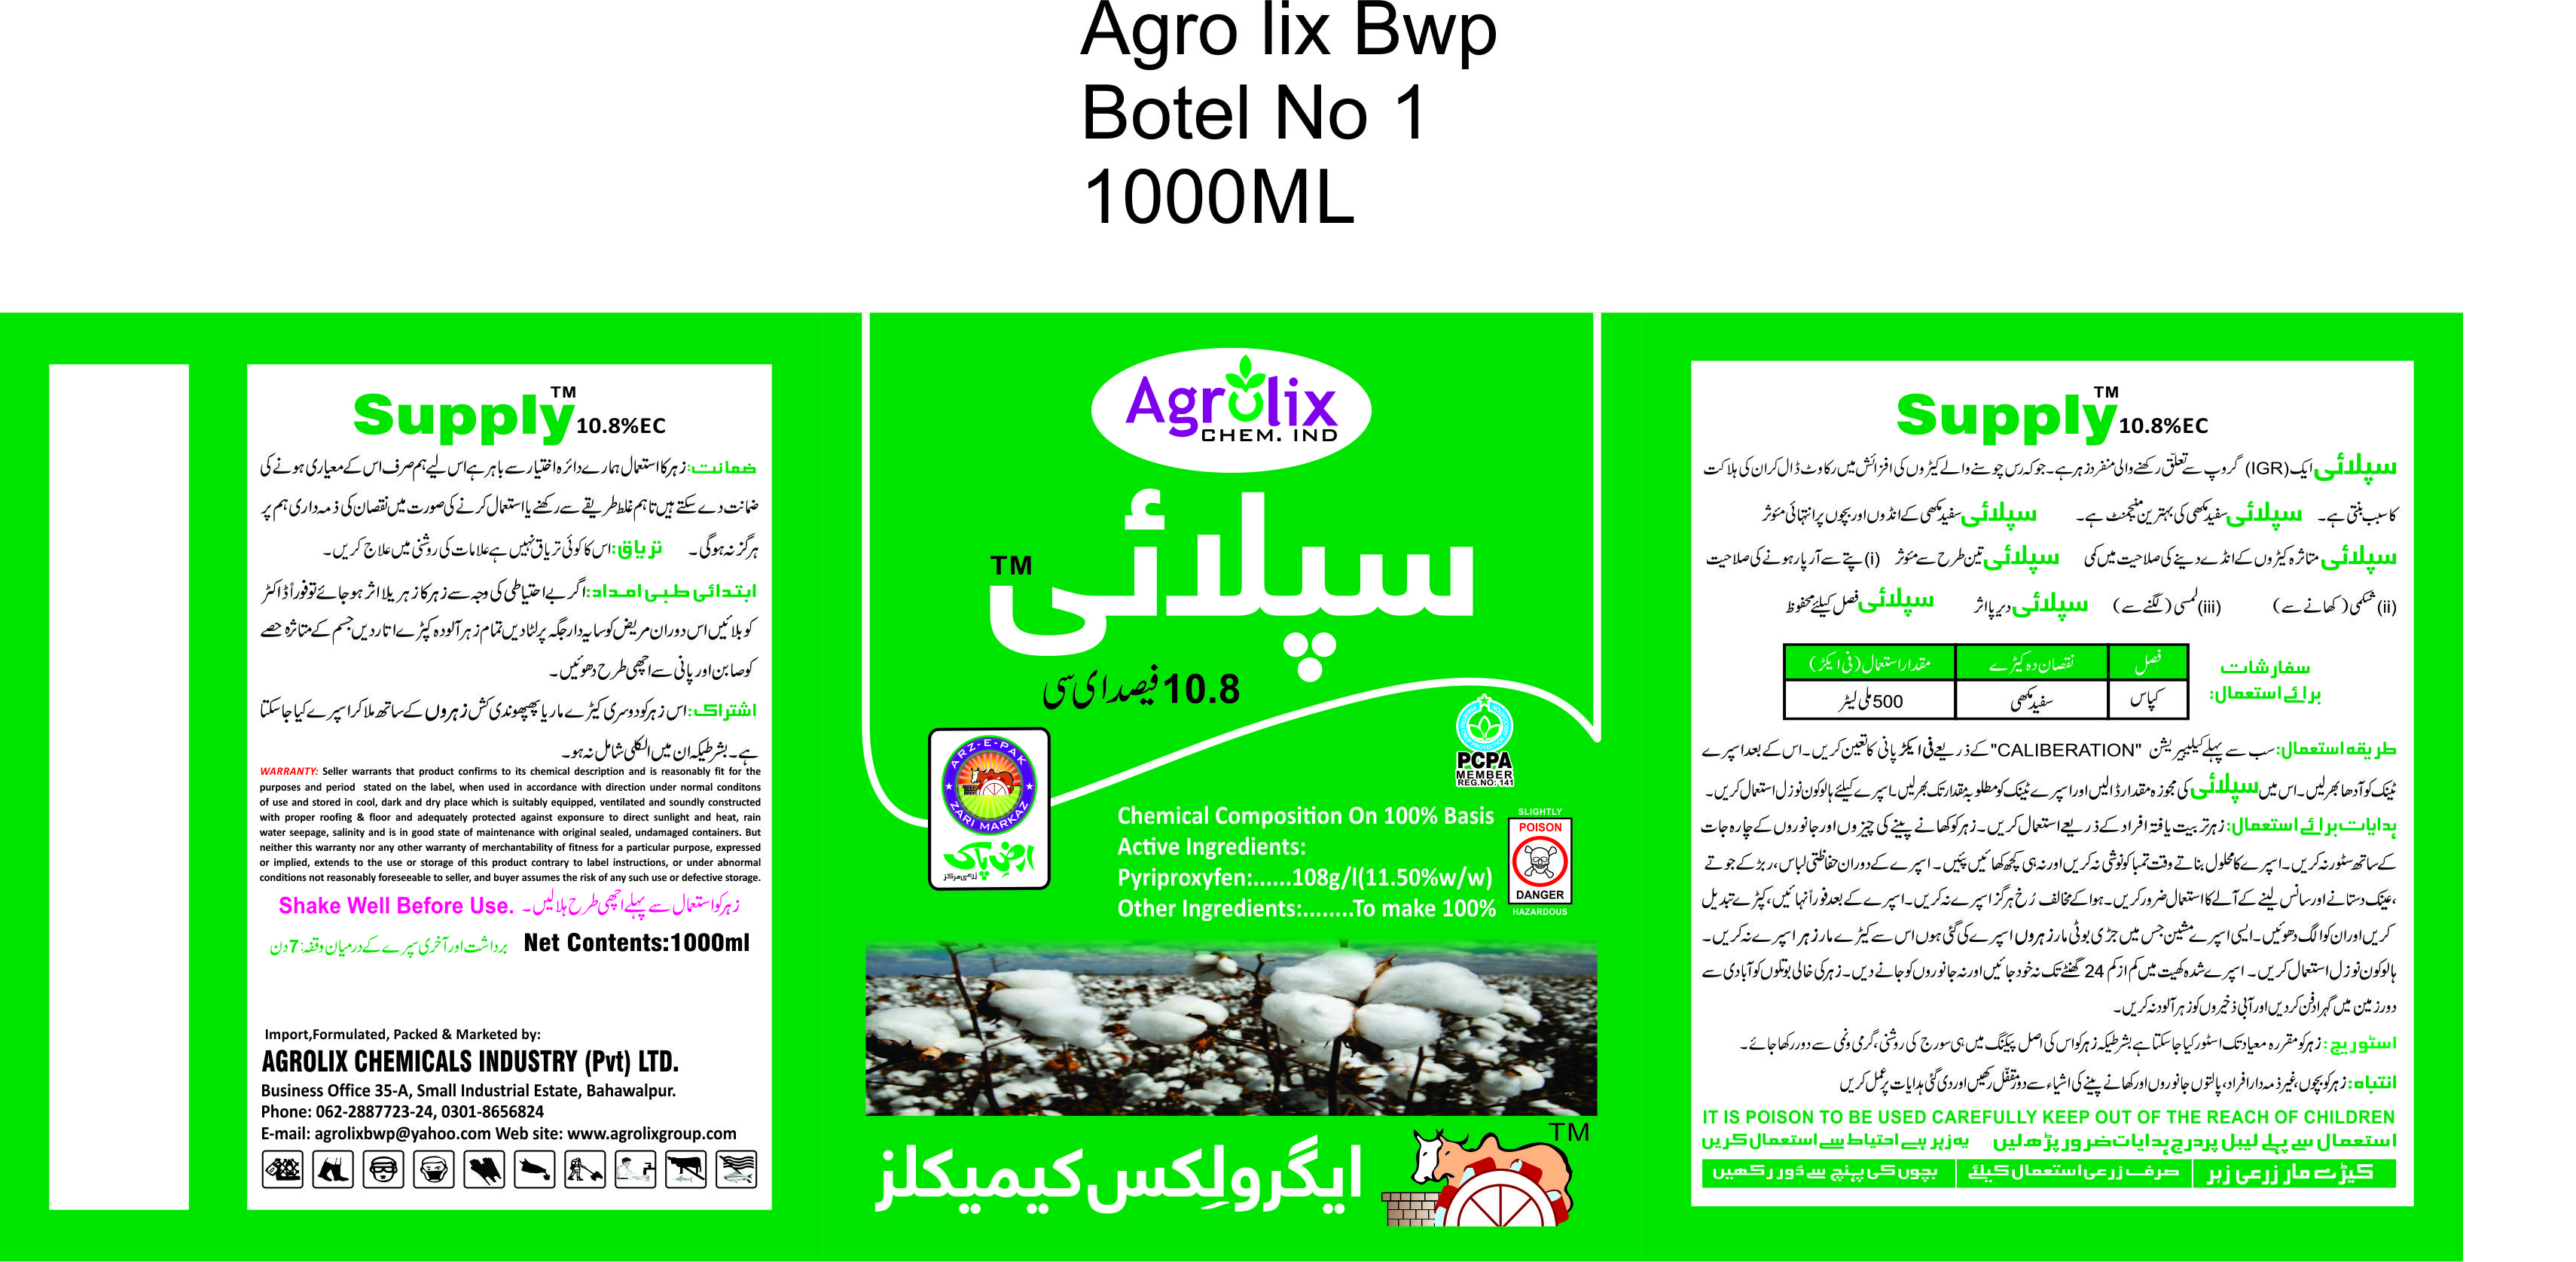 Agro lix Bwp
Botel No 1
1000ML
Supply™ 10.8%EC
ضمانت: زہر کا استعمال ہمارے دائرہ اختیار سے باہر ہے اس لیے ہم صرف اس کے معیاری ہونے کی
ضمانت دے سکتے ہیں تاہم غلط طریقے سے رکھنے یا استعمال کرنے کی صورت میں نقصان کی ذمہ داری ہم پر
ہرگز نہ ہوگی۔ تریاق: اس کا کوئی تریاق نہیں ہے علامات کی روشنی میں علاج کریں۔
ابتدائی طبی امداد: اگر بے احتیاطی کی وجہ سے زہر کا زہریلا اثر ہو جائے تو فوراً ڈاکٹر
کو بلائیں اس دوران مریض کو سایہ دار جگہ پر لٹا دیں تمام زہر آلودہ کپڑے اتار دیں جسم کے متاثرہ حصے
کو صابن اور پانی سے اچھی طرح دھوئیں۔
اشتراک: اس زہر کو دوسری کیڑے مار یا پھپھوندی کش زہروں کے ساتھ ملا کر اسپرے کیا جا سکتا
ہے۔ بشرطیکہ ان میں الکلی شامل نہ ہو۔
WARRANTY: Seller warrants that product confirms to its chemical description and is reasonably fit for the
purposes and period stated on the label, when used in accordance with direction under normal conditons
of use and stored in cool, dark and dry place which is suitably equipped, ventilated and soundly constructed
with proper roofing & floor and adequately protected against exponsure to direct sunlight and heat, rain
water seepage, salinity and is in good state of maintenance with original sealed, undamaged containers. But
neither this warranty nor any other warranty of merchantability of fitness for a particular purpose, expressed
or implied, extends to the use or storage of this product contrary to label instructions, or under abnormal
conditions not reasonably foreseeable to seller, and buyer assumes the risk of any such use or defective storage.
Shake Well Before Use. زہر کو استعمال سے پہلے اچھی طرح ہلا لیں۔
برداشت اور آخری سپرے کے درمیان وقفہ: 7 دن Net Contents:1000ml
Import,Formulated, Packed & Marketed by:
AGROLIX CHEMICALS INDUSTRY (Pvt) LTD.
Business Office 35-A, Small Industrial Estate, Bahawalpur.
Phone: 062-2887723-24, 0301-8656824
E-mail: agrolixbwp@yahoo.com Web site: www.agrolixgroup.com
Agrolix
CHEM. IND
سپلائی™
10.8 فیصد ای سی
ARZ-E-PAK
ZARI MARKAZ
ارض پاک
زرعی مرکز
PCPA
MEMBER
REG.NO: 141
Chemical Composition On 100% Basis
Active Ingredients:
Pyriproxyfen:......108g/l(11.50%w/w)
Other Ingredients:........To make 100%
SLIGHTLY
POISON
DANGER
HAZARDOUS
ایگرولِکس کیمیکلز
TM
Supply™ 10.8%EC
سپلائی ایک (IGR) گروپ سے تعلّق رکھنے والی منفرد زہر ہے۔ جو کہ رس چوسنے والے کیڑوں کی افزائش میں رکاوٹ ڈال کر ان کی ہلاکت
کا سبب بنتی ہے۔ سپلائی سفید مکھی کی بہترین منیجمنٹ ہے۔ سپلائی سفید مکھی کے انڈوں اور بچوں پر انتہائی مئوثر
سپلائی متاثرہ کیڑوں کے انڈے دینے کی صلاحیت میں کمی سپلائی تین طرح سے مئوثر (i) پتے سے آر پار ہونے کی صلاحیت
(ii) شکمی (کھانے سے) (iii) لمسی (لگنے سے) سپلائی دیرپا اثر سپلائی فصل کیلئے محفوظ
سفارشات
برائے استعمال:
فصل نقصان دہ کیڑے مقدار استعمال (فی ایکڑ)
کپاس سفید مکھی 500 ملی لیٹر
طریقہ استعمال: سب سے پہلے کیلیبریشن "CALIBERATION" کے ذریعے فی ایکڑ پانی کا تعین کریں۔ اس کے بعد اسپرے
ٹینک کو آدھا بھر لیں۔ اس میں سپلائی کی مجوزہ مقدار ڈالیں اور اسپرے ٹینک کو مطلوبہ مقدار تک بھر لیں۔ اسپرے کیلئے ہالوکون نوزل استعمال کریں۔
ہدایات برائے استعمال: زہر تربیت یافتہ افراد کے ذریعے استعمال کریں۔ زہر کو کھانے پینے کی چیزوں اور جانوروں کے چارہ جات
کے ساتھ سٹور نہ کریں۔ اسپرے کا محلول بناتے وقت تمباکو نوشی نہ کریں اور نہ ہی کچھ کھائیں پئیں۔ اسپرے کے دوران حفاظتی لباس، ربڑ کے جوتے
،عینک دستانے اور سانس لینے کے آلے کا استعمال ضرور کریں۔ ہوا کے مخالف رُخ ہرگز اسپرے نہ کریں۔ اسپرے کے بعد فوراً نہائیں، کپڑے تبدیل
کریں اور ان کو الگ دھوئیں۔ ایسی اسپرے مشین جس میں جڑی بوٹی مار زہروں اسپرے کی گئی ہوں اس سے کیڑے مار زہر اسپرے نہ کریں۔
ہالوکون نوزل استعمال کریں۔ اسپرے شدہ کھیت میں کم از کم 24 گھنٹے تک نہ خود جائیں اور نہ جانوروں کو جانے دیں۔ زہر کی خالی بوتلوں کو آبادی سے
دور زمین میں گہرا دفن کر دیں اور آبی ذخیروں کو زہر آلود نہ کریں۔
اسٹوریج: زہر کو مقررہ معیاد تک اسٹور کیا جا سکتا ہے بشرطیکہ زہر کو اس کی اصل پیکنگ میں ہی سورج کی روشنی، گرمی و نمی سے دور رکھا جائے۔
انتباہ: زہر کو بچوں، غیر ذمہ دار افراد، پالتوں جانوروں اور کھانے پینے کی اشیاء سے دور مقفّل رکھیں اور دی گئی ہدایات پر عمل کریں
IT IS POISON TO BE USED CAREFULLY KEEP OUT OF THE REACH OF CHILDREN
استعمال سے پہلے لیبل پر درج ہدایات ضرور پڑھ لیں یہ زہر ہے احتیاط سے استعمال کریں
کیڑے مار زرعی زہر صرف زرعی استعمال کیلئے بچوں کی پہنچ سے دُور رکھیں